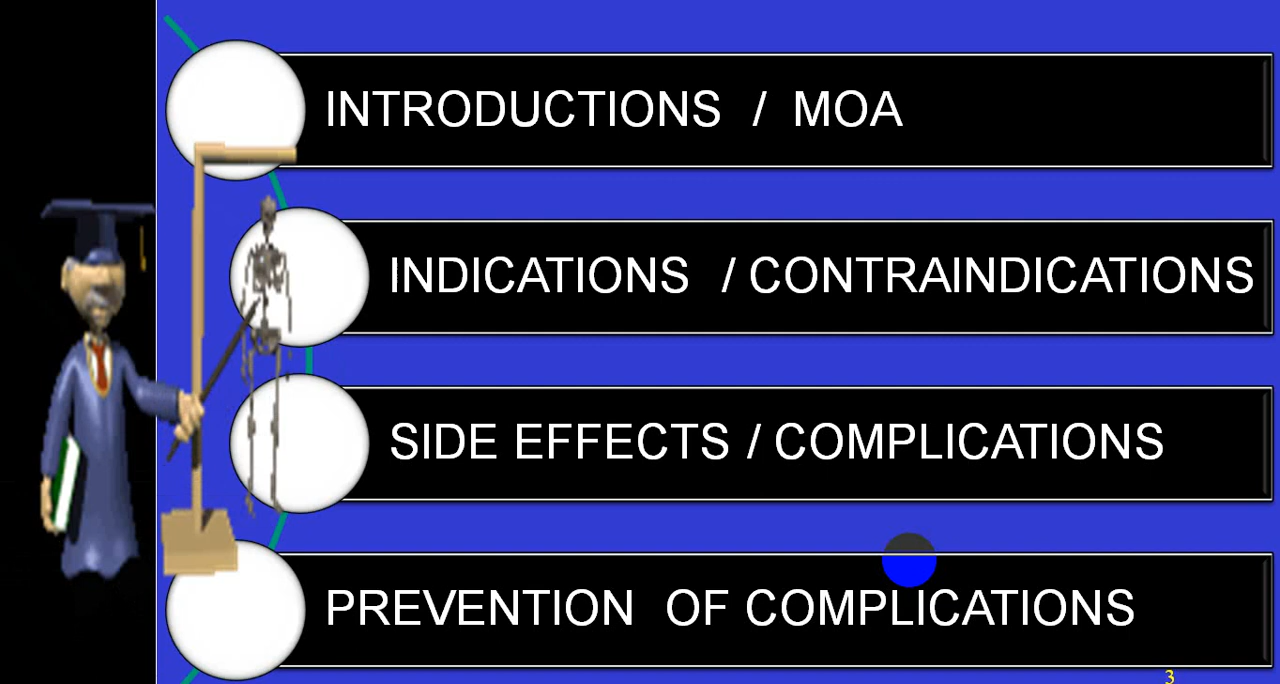 INTRODUCTIONS / MOA
INDICATIONS / CONTRAINDICATIONS
SIDE EFFECTS / COMPLICATIONS
PREVENTION OF COMPLICATIONS
3